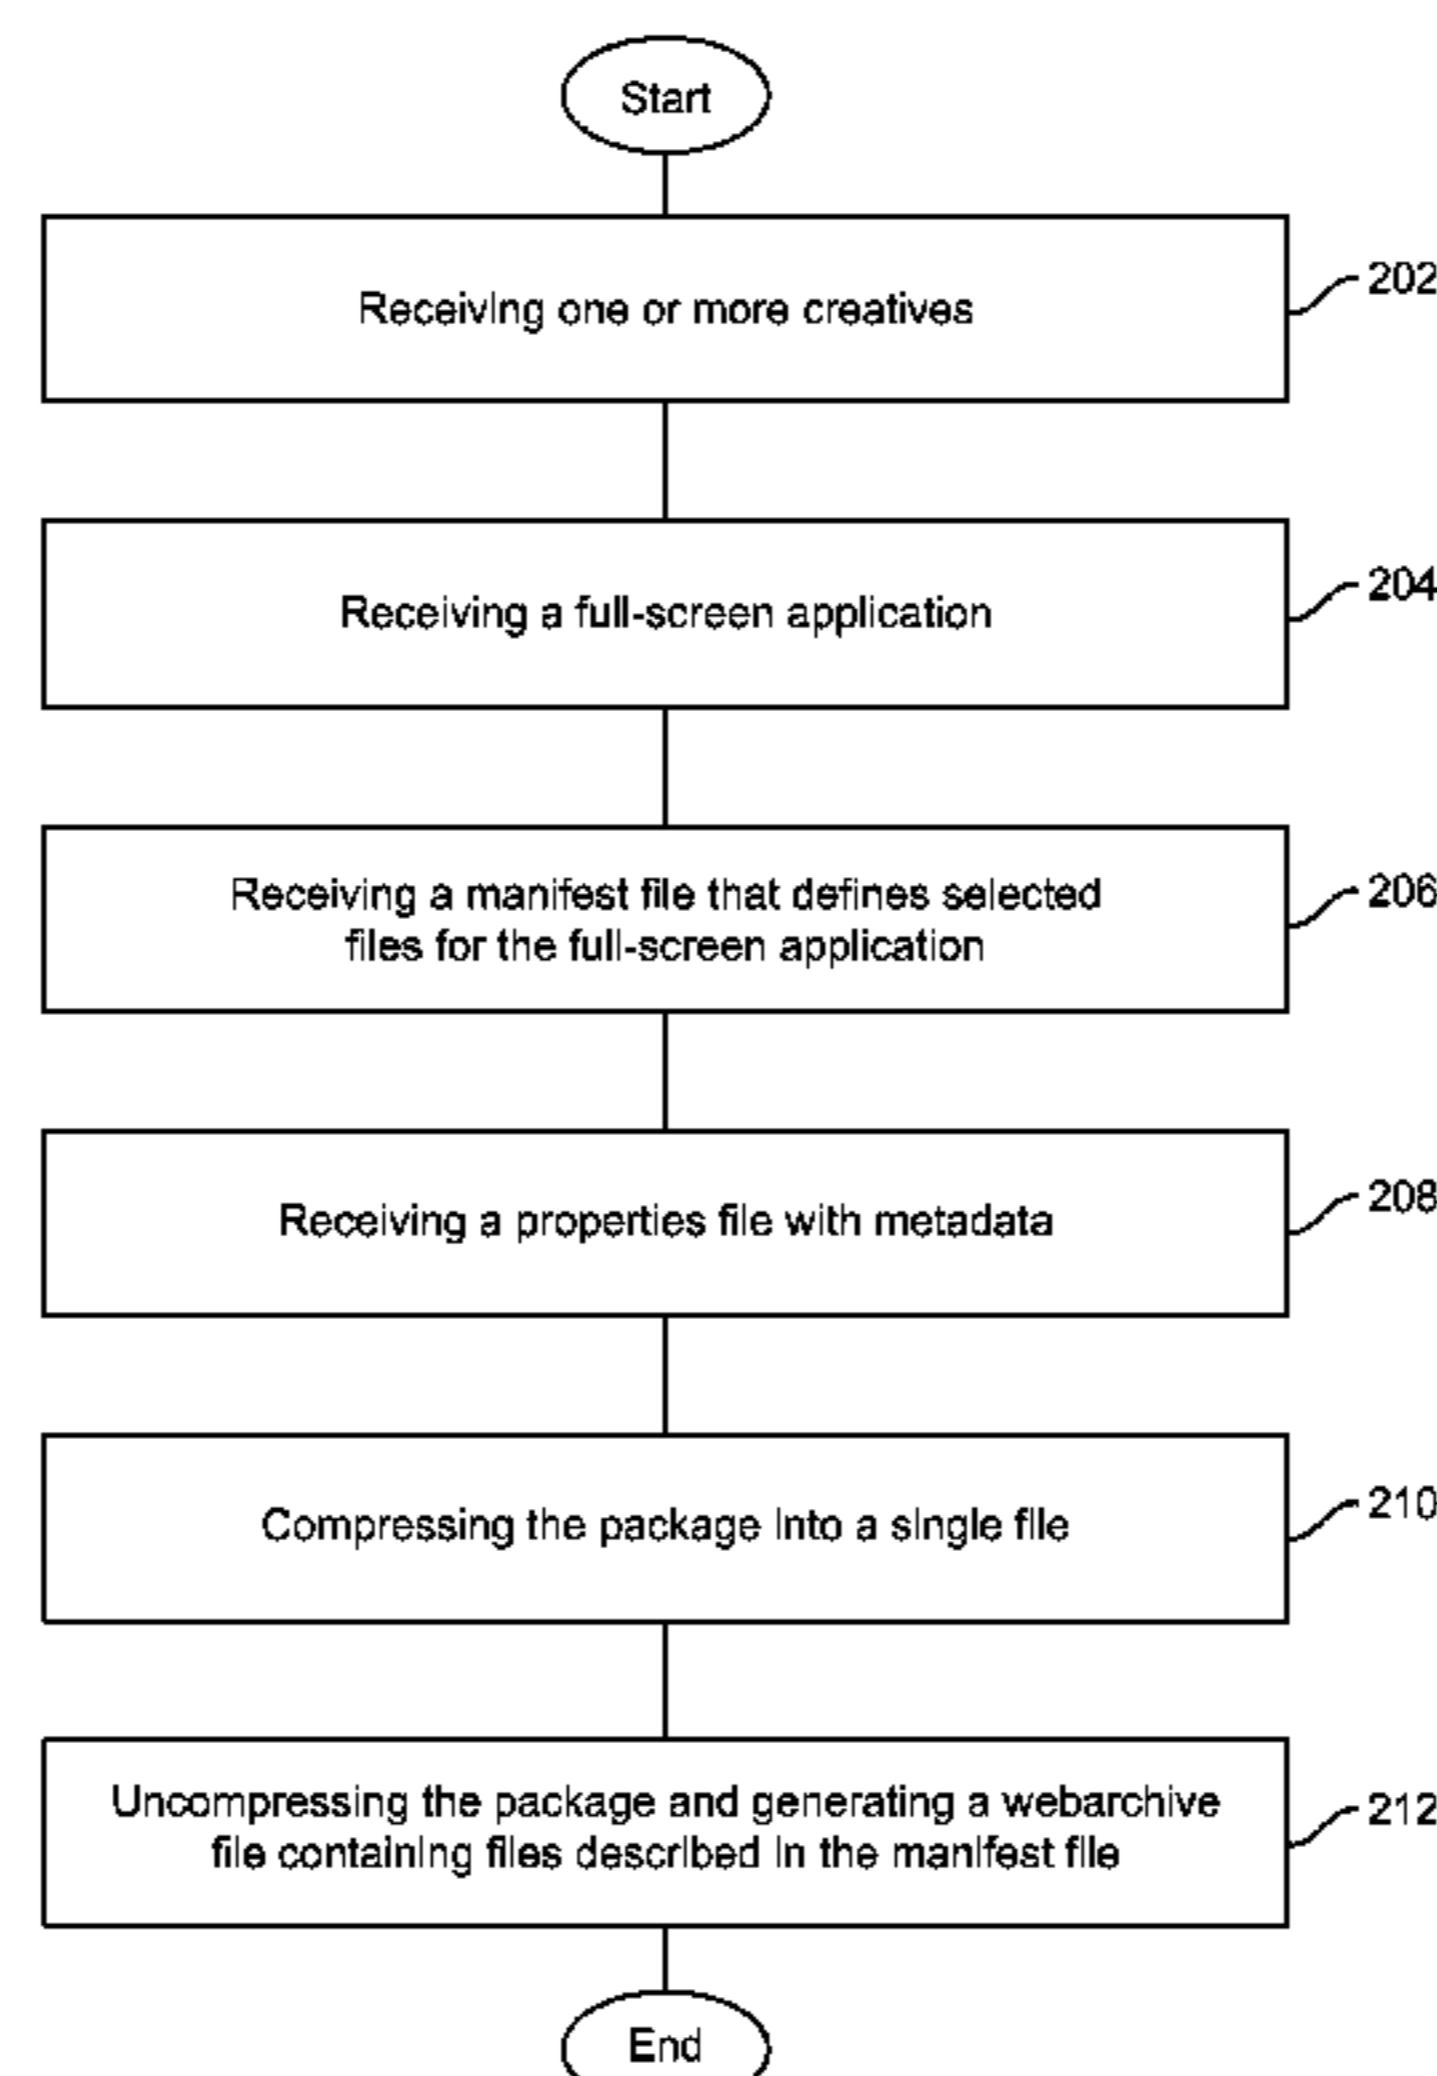 Start
Receiving one or more creatives
202
Receiving a full-screen application
204
Receiving a manifest file that defines selected
files for the full-screen application
206
Receiving a properties file with metadata
208
Compressing the package into a single file
210
Uncompressing the package and generating a webarchive
file containing files described in the manifest file
212
End